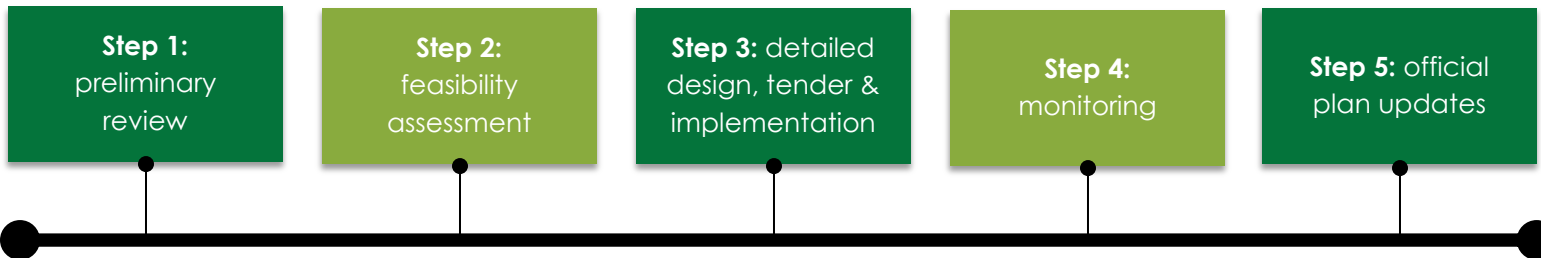 Step 1:
preliminary
review
Step 2:
feasibility
assessment
Step 3: detailed
design, tender &
implementation
Step 4:
monitoring
Step 5: official
plan updates